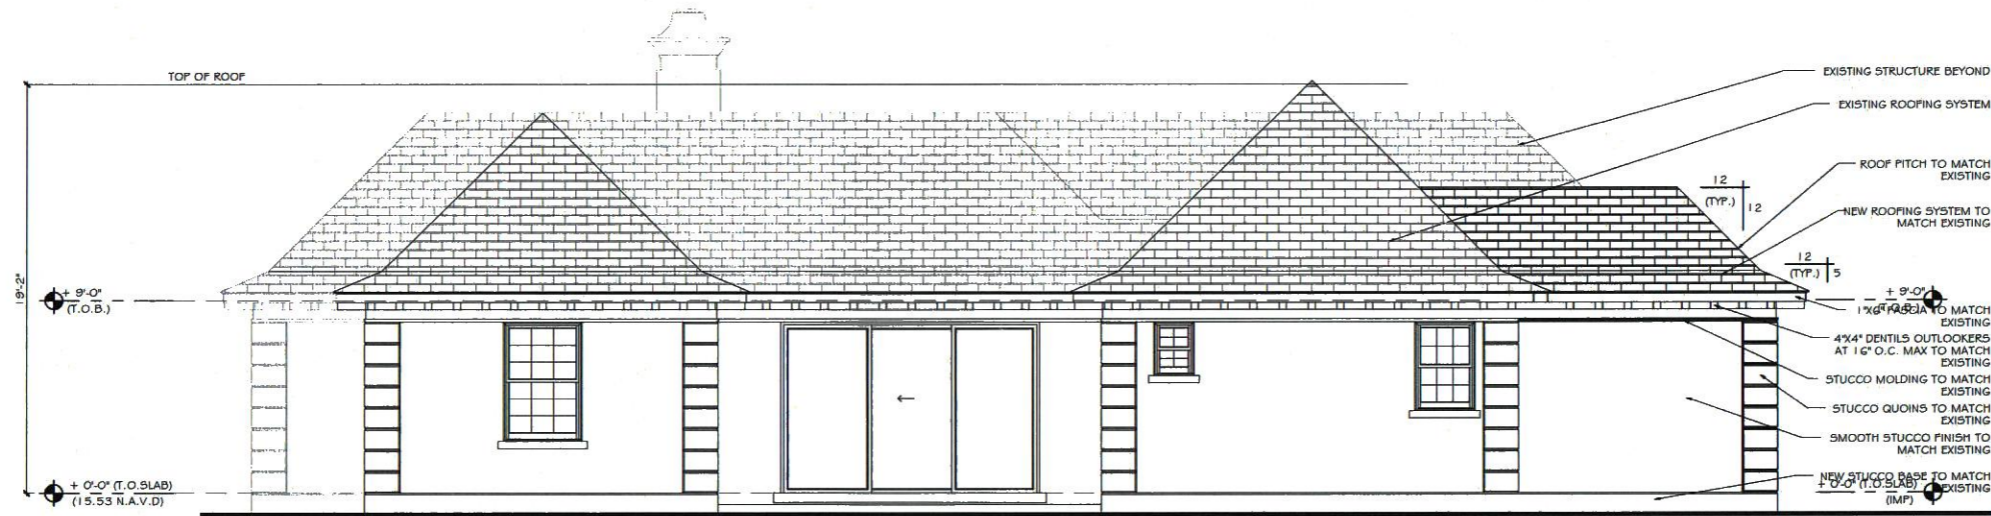 TOP OF ROOF
19'-2"
+ 9'-0"
(T.O.B.)
+ 0'-0" (T.O.SLAB)
(15.53 N.A.V.D)
EXISTING STRUCTURE BEYOND
EXISTING ROOFING SYSTEM
ROOF PITCH TO MATCH
EXISTING
12
(TYP.)
12
NEW ROOFING SYSTEM TO
MATCH EXISTING
12
(TYP.)
5
+ 9'-0"
(T.O.B.)
1"X6" FASCIA TO MATCH
EXISTING
4"X4" DENTILS OUTLOOKERS
AT 16" O.C. MAX TO MATCH
EXISTING
STUCCO MOLDING TO MATCH
EXISTING
STUCCO QUOINS TO MATCH
EXISTING
SMOOTH STUCCO FINISH TO
MATCH EXISTING
NEW STUCCO BASE TO MATCH
EXISTING
+ 0'-0" (T.O.SLAB)
(IMP)